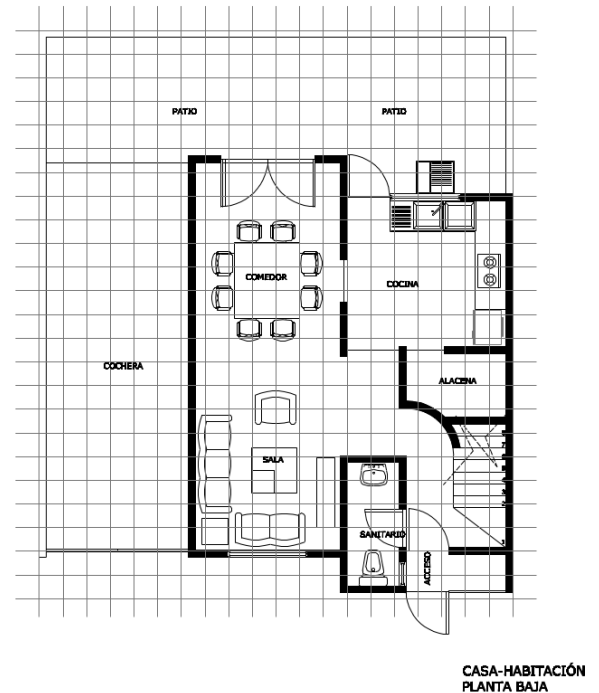 PATIO
PATIO
COMEDOR
COCINA
COCHERA
ALACENA
SALA
SANITARIO
ACCESO
CASA-HABITACIÓN
PLANTA BAJA